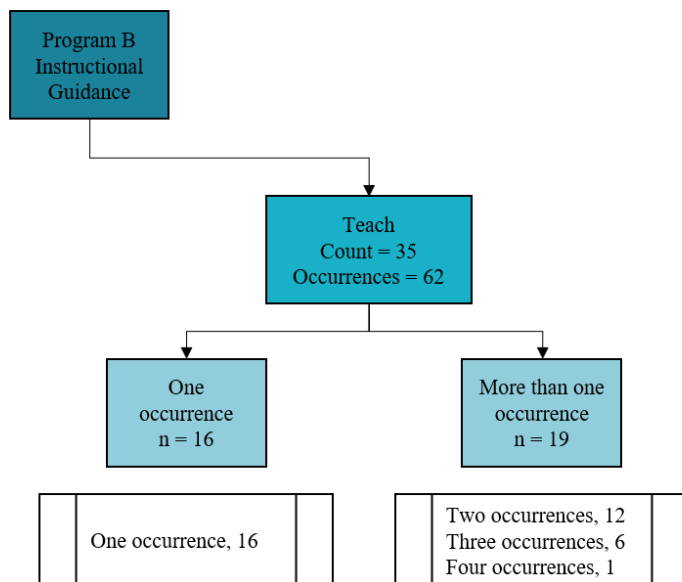 Program B
Instructional
Guidance
Teach
Count = 35
Occurrences = 62
One
occurrence
n = 16
More than one
occurrence
n = 19
One occurrence, 16
Two occurrences, 12
Three occurrences, 6
Four occurrences, 1